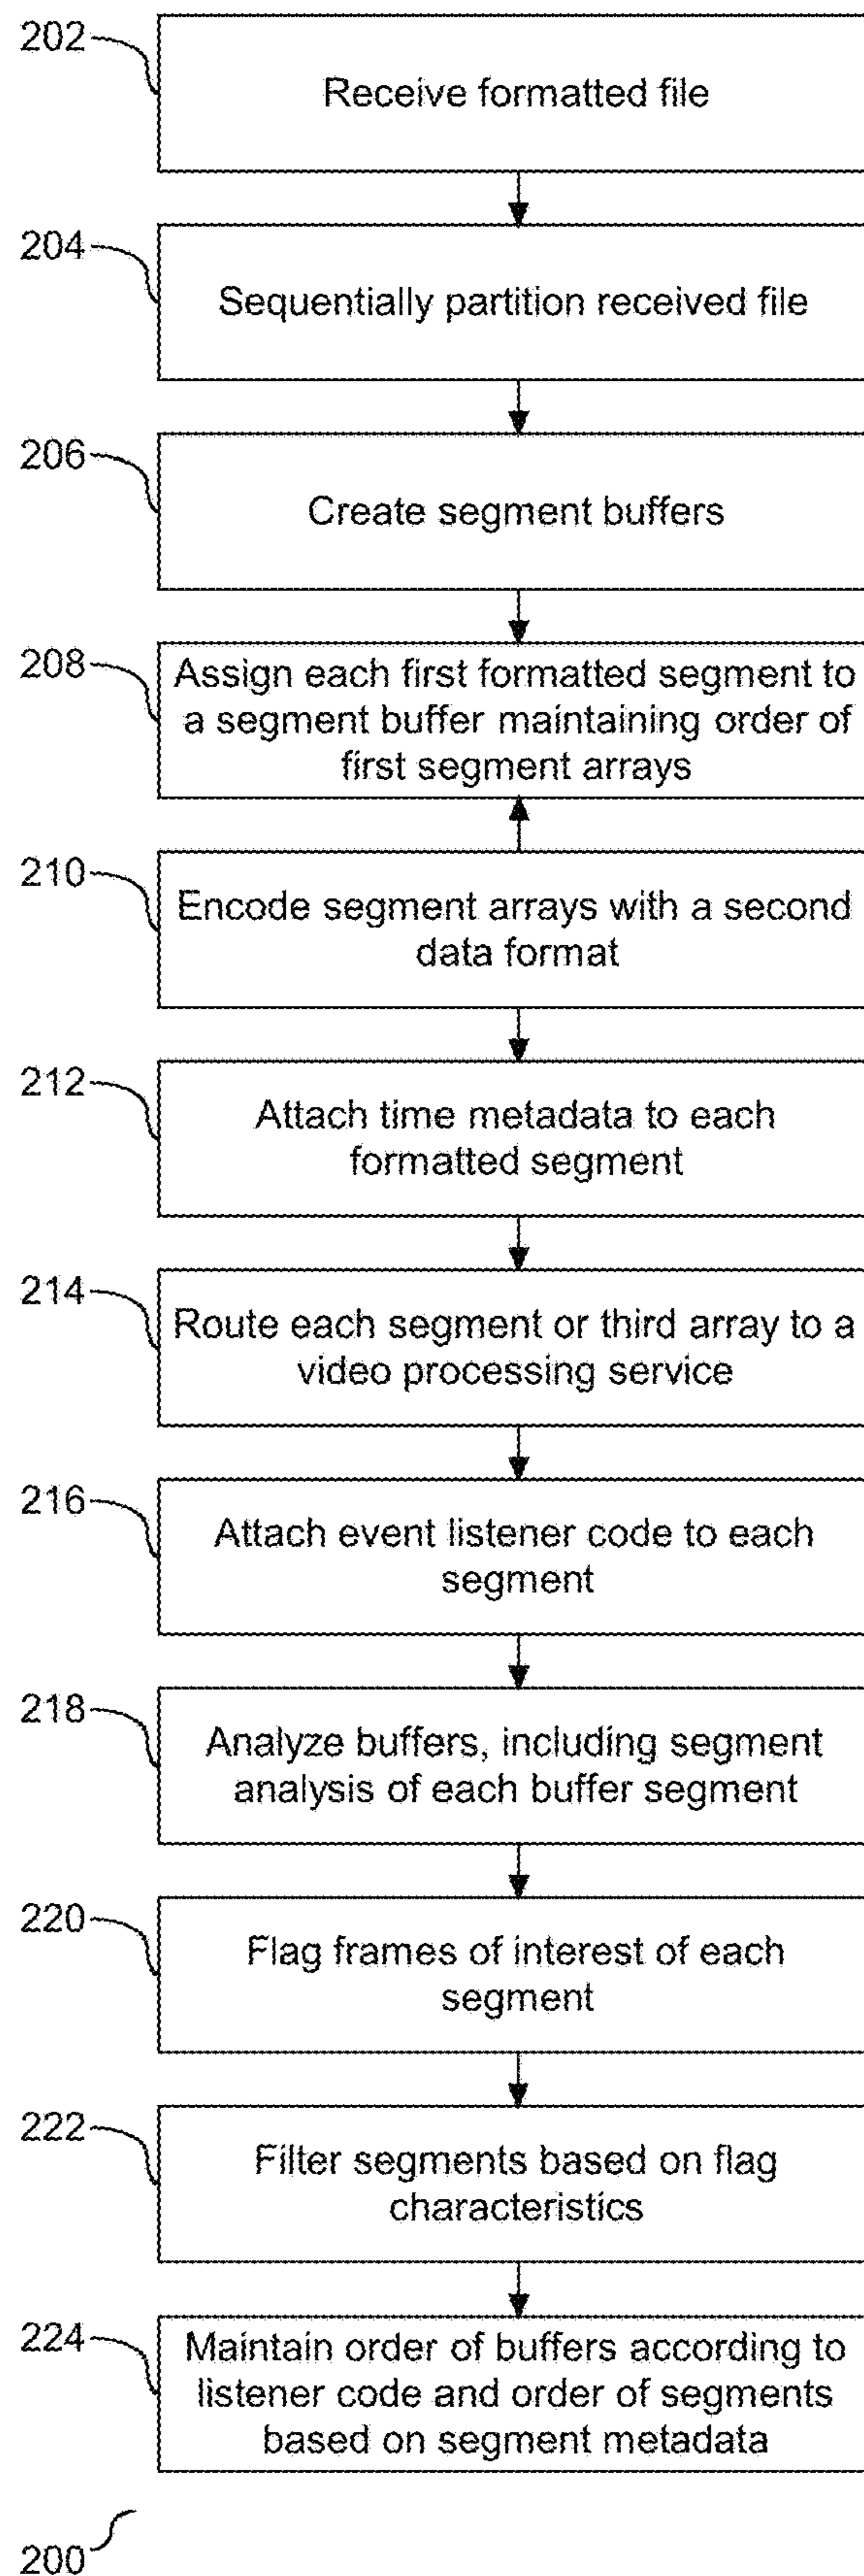 202
Receive formatted file
204
Sequentially partition received file
206
Create segment buffers
208
Assign each first formatted segment to
a segment buffer maintaining order of
first segment arrays
210
Encode segment arrays with a second
data format
212
Attach time metadata to each
formatted segment
214
Route each segment or third array to a
video processing service
216
Attach event listener code to each
segment
218
Analyze buffers, including segment
analysis of each buffer segment
220
Flag frames of interest of each
segment
222
Filter segments based on flag
characteristics
224
Maintain order of buffers according to
listener code and order of segments
based on segment metadata
200